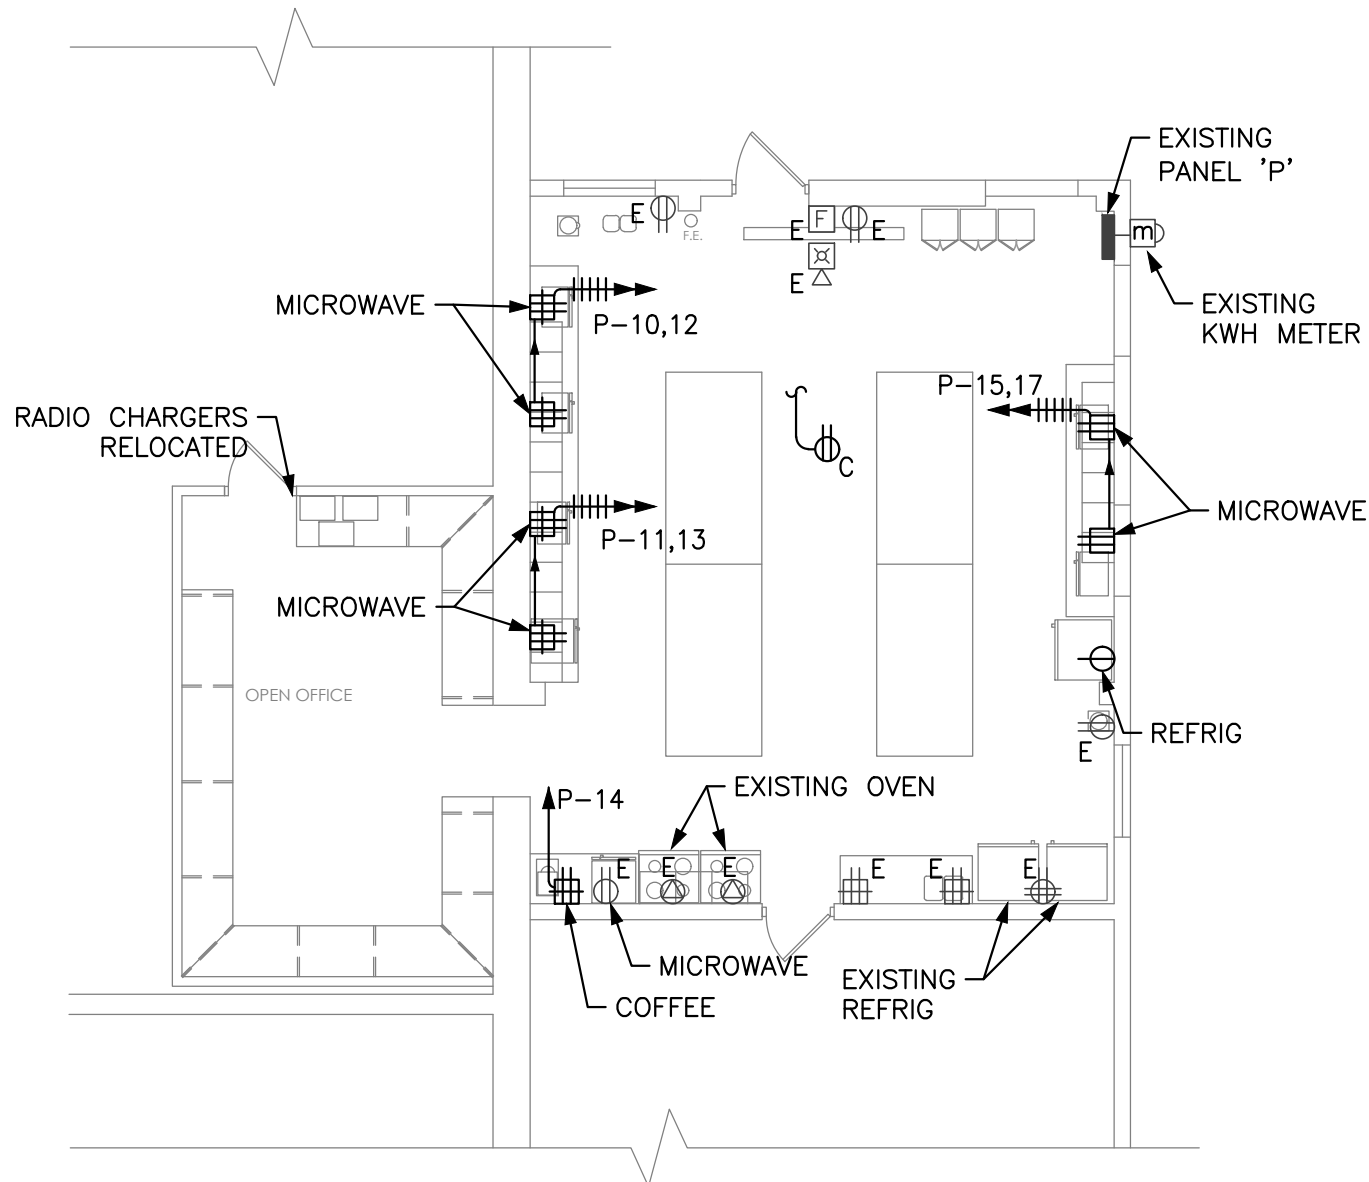 EXISTING
PANEL 'P'
E
F.E.
E
F
E
m
E
EXISTING
KWH METER
MICROWAVE
P-10,12
P-15,17
RADIO CHARGERS
RELOCATED
C
MICROWAVE
P-11,13
MICROWAVE
OPEN OFFICE
REFRIG
E
P-14
EXISTING OVEN
E
E
E
E
E
E
MICROWAVE
COFFEE
EXISTING
REFRIG